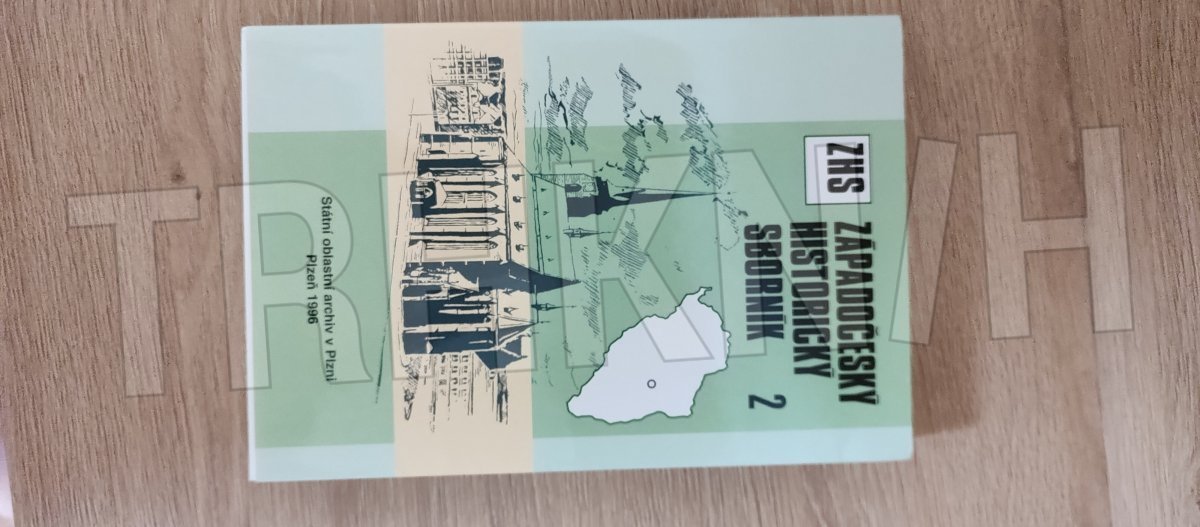 ZHS
ZÁPADOČESKÝ
HISTORICKÝ
SBORNÍK 2
Státní oblastní archiv v Plzni
Plzeň 1996
TRIKNIH